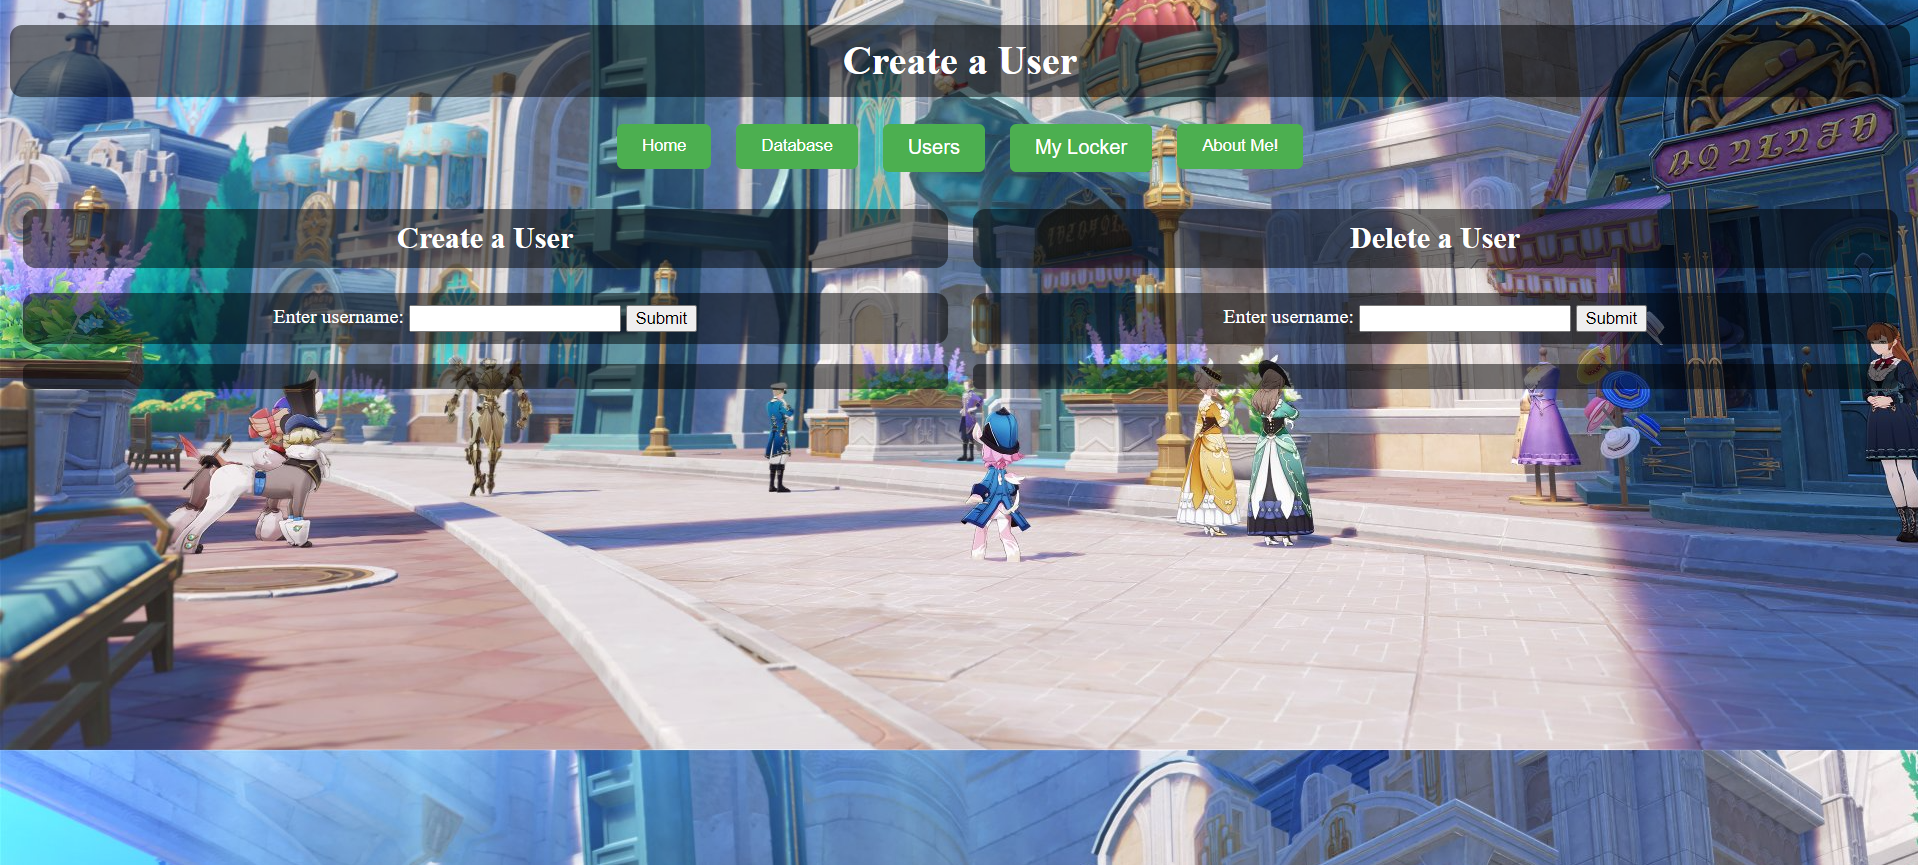 Create a User
Home Database Users My Locker About Me!
Create a User
Delete a User
Enter username: Submit
Enter username: Submit